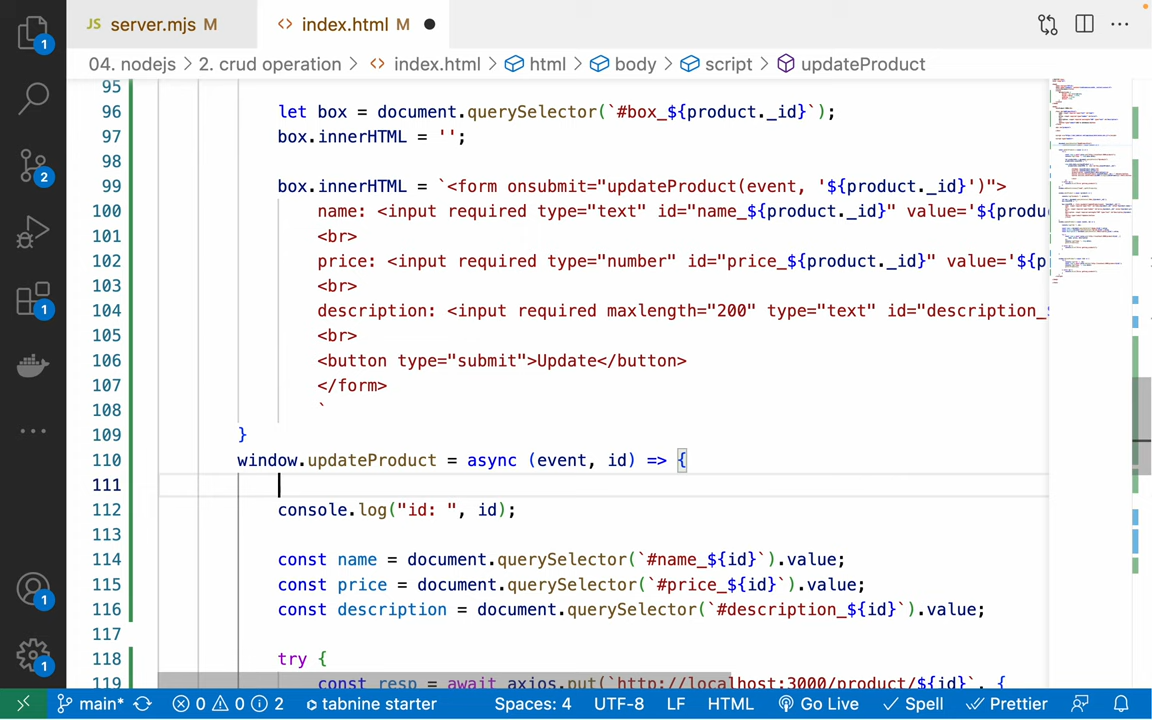 JS server.mjs M
<> index.html M
04. nodejs > 2. crud operation > <> index.html > html > body > script > updateProduct
95
96 let box = document.querySelector(`#box_${product._id}`);
97 box.innerHTML = '';
98
99 box.innerHTML = `<form onsubmit="updateProduct(event, '${product._id}')">
100 name: <input required type="text" id="name_${product._id}" value='${produ
101 <br>
102 price: <input required type="number" id="price_${product._id}" value='${p
103 <br>
104 description: <input required maxlength="200" type="text" id="description_$
105 <br>
106 <button type="submit">Update</button>
107 </form>
108 `
109 }
110 window.updateProduct = async (event, id) => {
111
112 console.log("id: ", id);
113
114 const name = document.querySelector(`#name_${id}`).value;
115 const price = document.querySelector(`#price_${id}`).value;
116 const description = document.querySelector(`#description_${id}`).value;
117
118 try {
119 const resp = await axios.put(`http://localhost:3000/product/${id}`, {
1
2
1
1
1
main* 0 0 2 tabnine starter Spaces: 4 UTF-8 LF HTML Go Live Spell Prettier